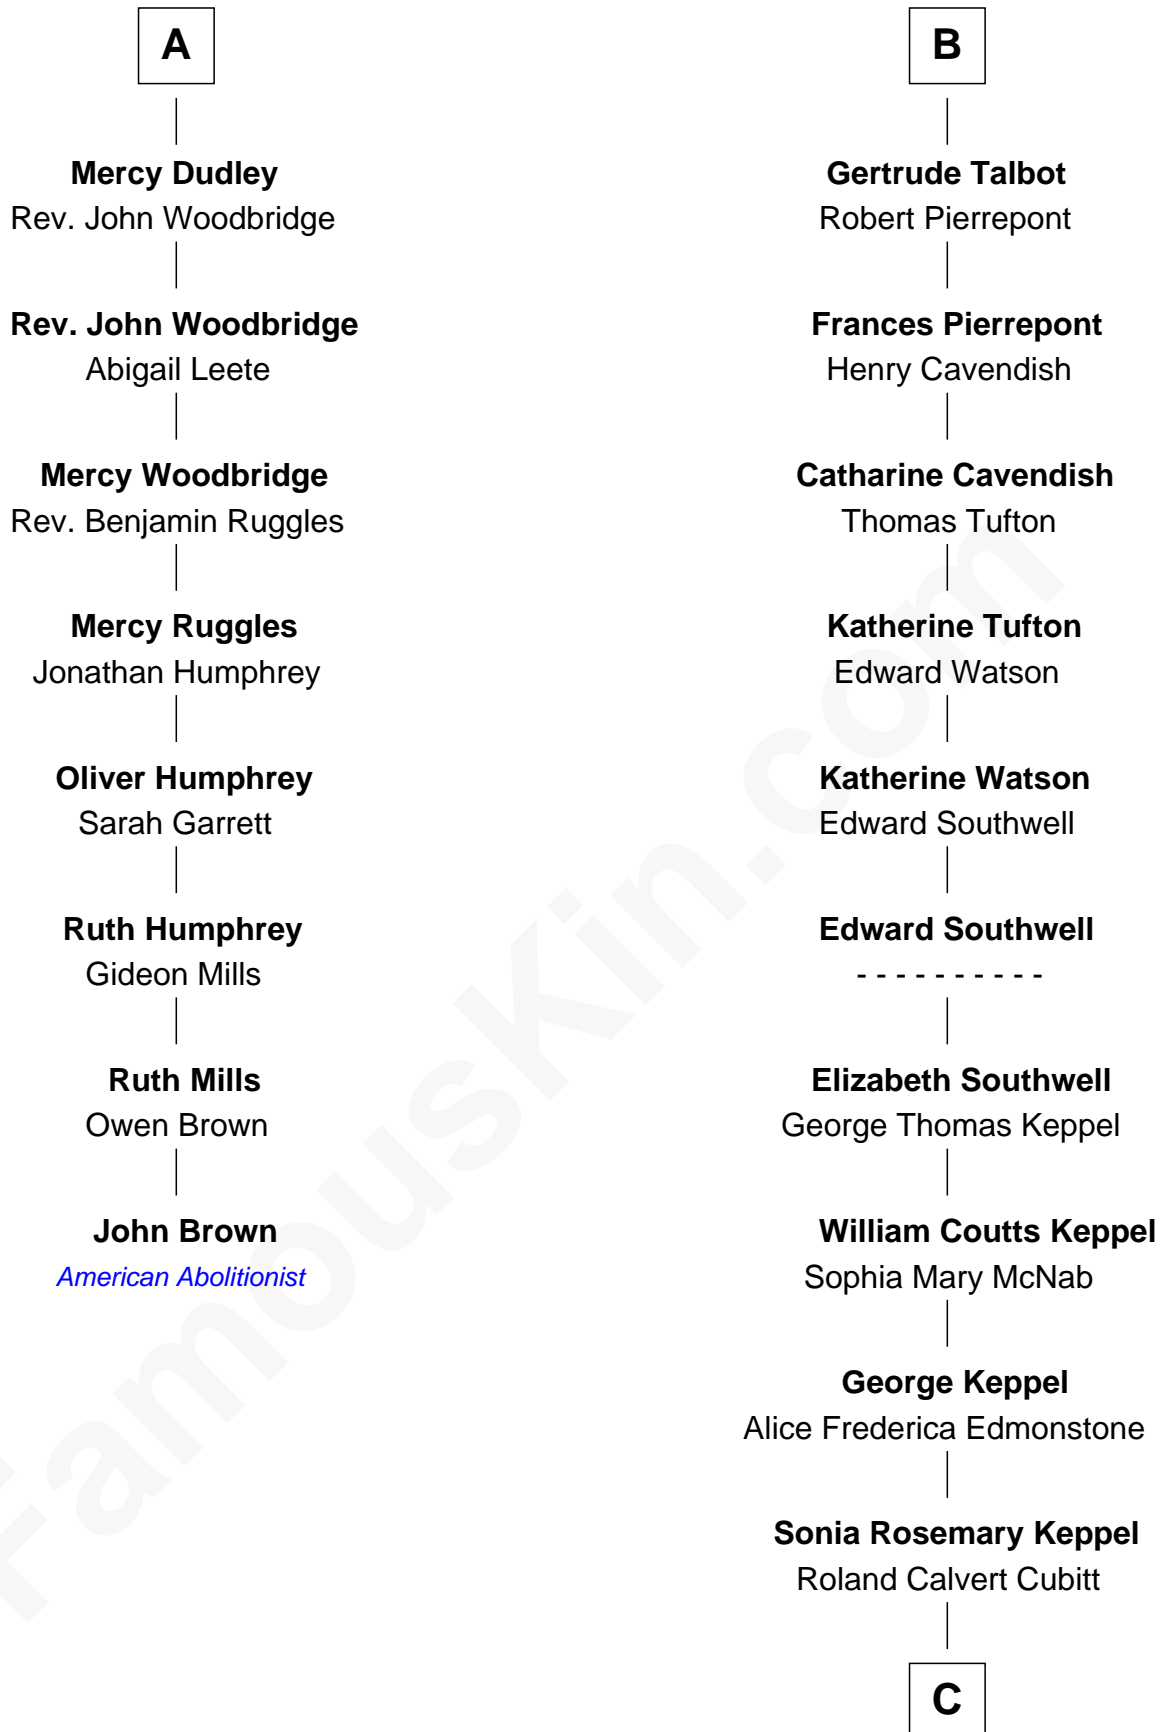 A
Mercy Dudley
Rev. John Woodbridge
Rev. John Woodbridge
Abigail Leete
Mercy Woodbridge
Rev. Benjamin Ruggles
Mercy Ruggles
Jonathan Humphrey
Oliver Humphrey
Sarah Garrett
Ruth Humphrey
Gideon Mills
Ruth Mills
Owen Brown
John Brown
American Abolitionist
B
Gertrude Talbot
Robert Pierrepont
Frances Pierrepont
Henry Cavendish
Catharine Cavendish
Thomas Tufton
Katherine Tufton
Edward Watson
Katherine Watson
Edward Southwell
Edward Southwell
- - - - - - - - - -
Elizabeth Southwell
George Thomas Keppel
William Coutts Keppel
Sophia Mary McNab
George Keppel
Alice Frederica Edmonstone
Sonia Rosemary Keppel
Roland Calvert Cubitt
C
FamousKin.com